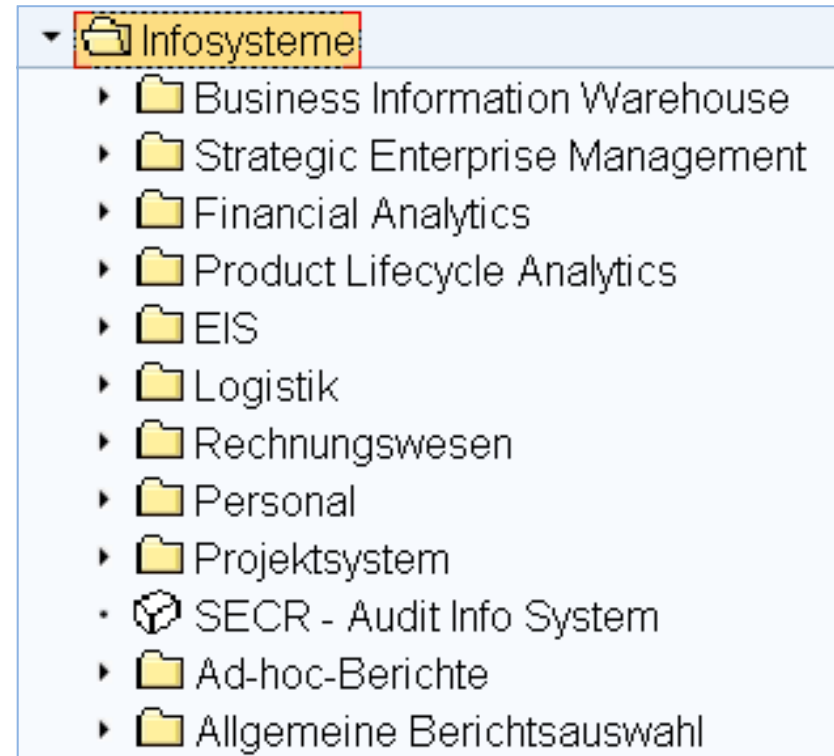 Infosysteme
Business Information Warehouse
Strategic Enterprise Management
Financial Analytics
Product Lifecycle Analytics
EIS
Logistik
Rechnungswesen
Personal
Projektsystem
SECR - Audit Info System
Ad-hoc-Berichte
Allgemeine Berichtsauswahl